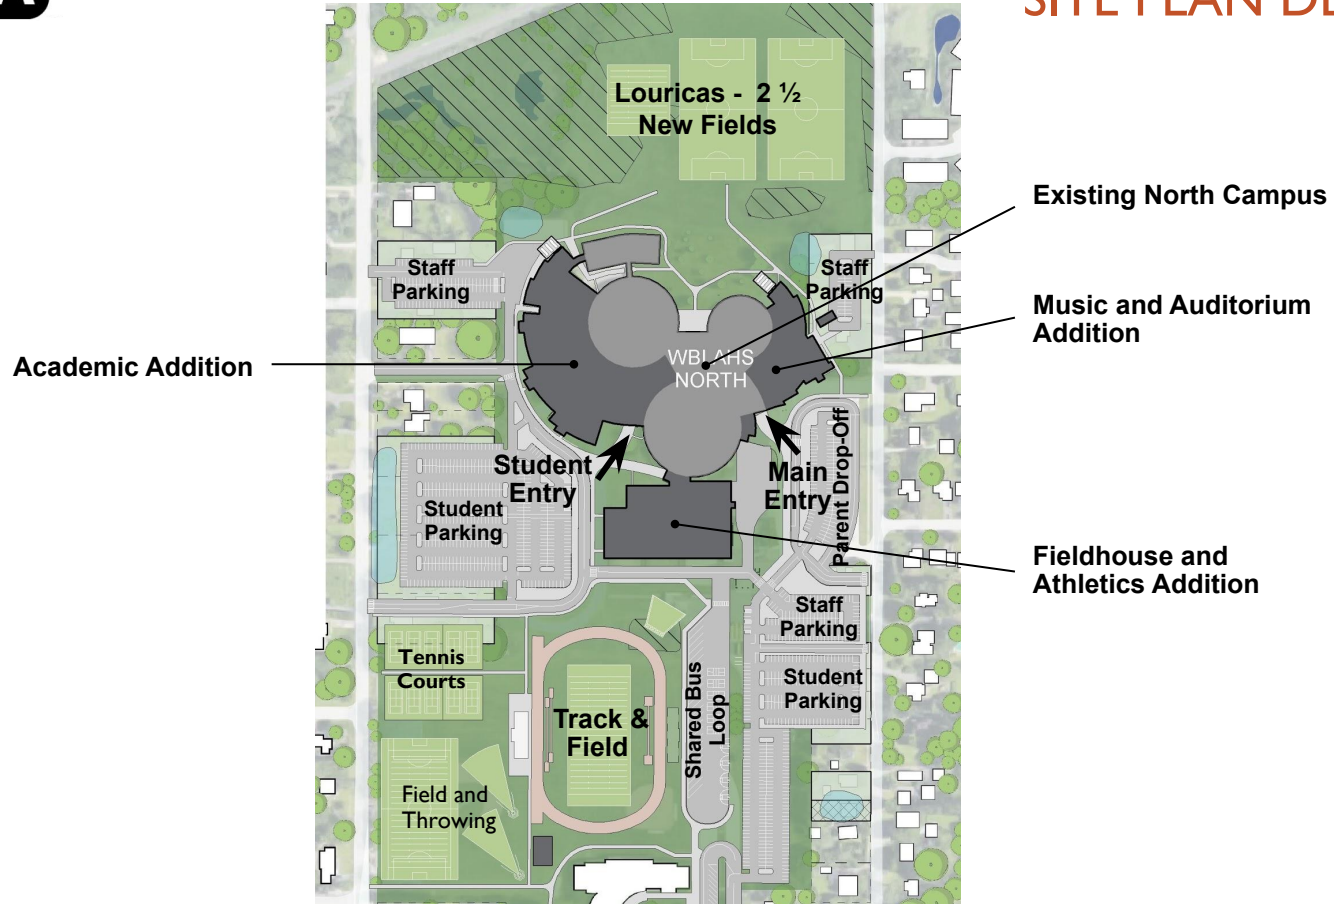 Louricas - 2 ½
New Fields
Existing North Campus
Staff
Parking
Staff
Parking
Music and Auditorium
Addition
WBLAHS
NORTH
Academic Addition
Student
Entry
Main
Entry
Parent Drop-Off
Student
Parking
Fieldhouse and
Athletics Addition
Staff
Parking
Tennis
Courts
Student
Parking
Track &
Field
Shared Bus
Loop
Field and
Throwing